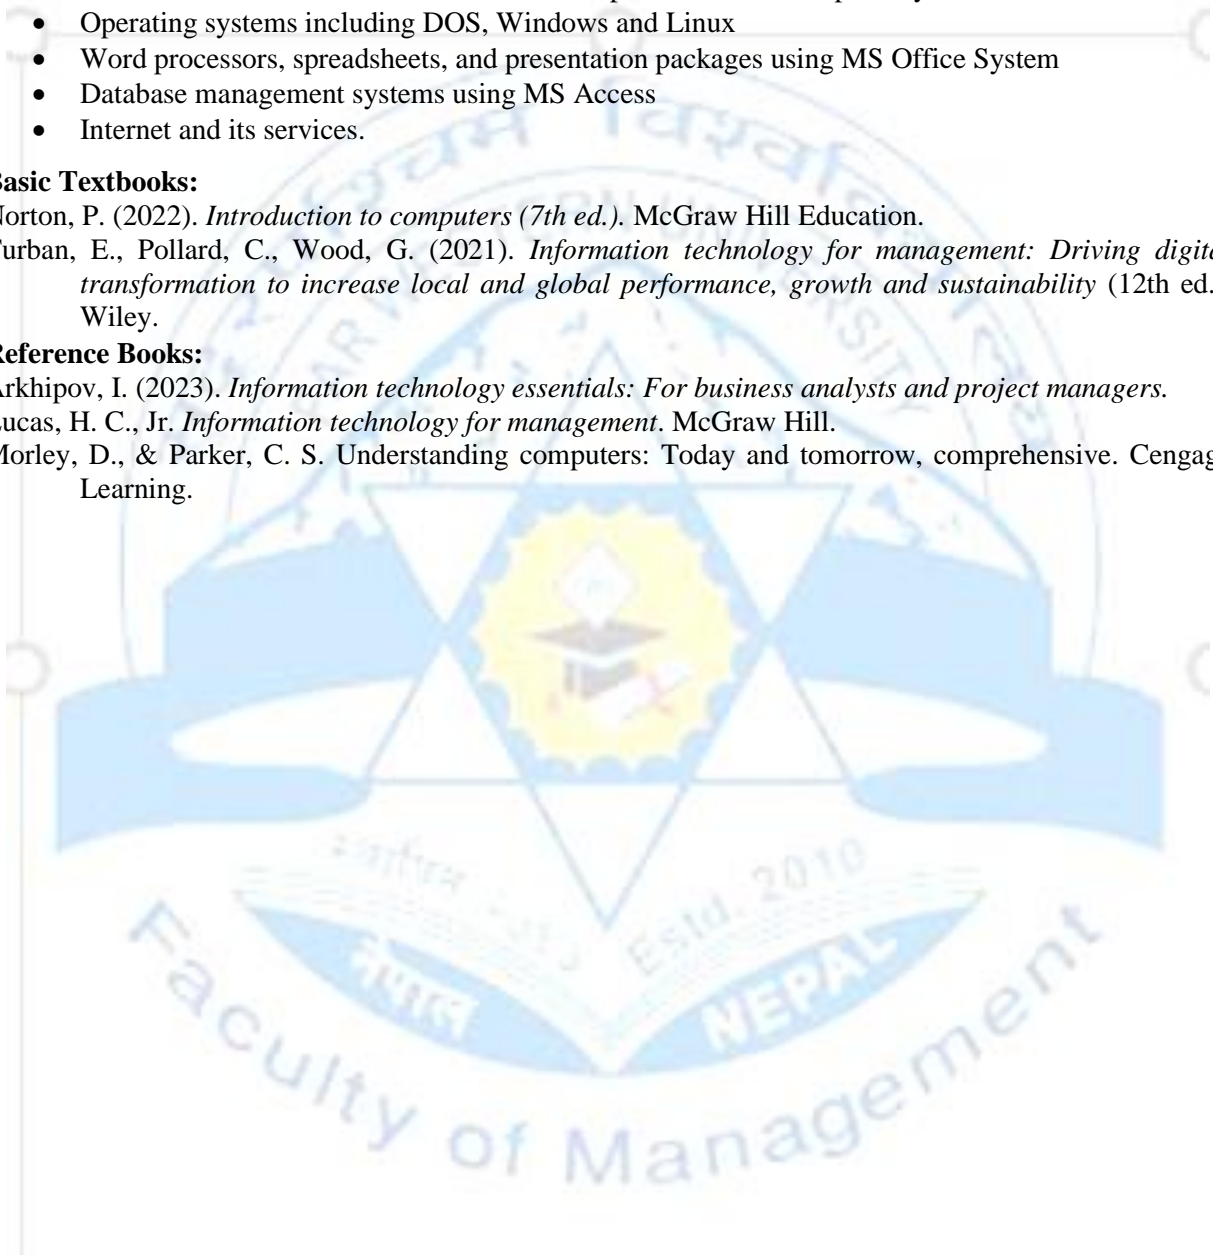 • Operating systems including DOS, Windows and Linux
• Word processors, spreadsheets, and presentation packages using MS Office System
• Database management systems using MS Access
• Internet and its services.
asic Textbooks:
orton, P. (2022). Introduction to computers (7th ed.). McGraw Hill Education.
urban, E., Pollard, C., Wood, G. (2021). Information technology for management: Driving digita
transformation to increase local and global performance, growth and sustainability (12th ed.
Wiley.
eference Books:
rkhipov, I. (2023). Information technology essentials: For business analysts and project managers.
ucas, H. C., Jr. Information technology for management. McGraw Hill.
orley, D., & Parker, C. S. Understanding computers: Today and tomorrow, comprehensive. Cengag
Learning.
Estd. 2010
नेपाल
NEPAL
Faculty of Management